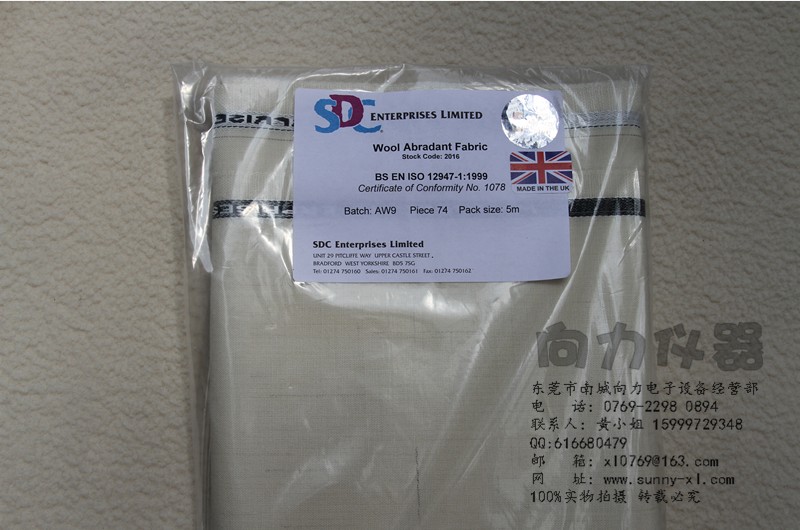 SDC ENTERPRISES LIMITED
Wool Abradant Fabric
Stock Code: 2016
BS EN ISO 12947-1:1999
Certificate of Conformity No. 1078
MADE IN THE UK
Batch: AW9 Piece 74 Pack size: 5m
SDC Enterprises Limited
UNIT 29 PITCLIFFE WAY UPPER CASTLE STREET,
BRADFORD WEST YORKSHIRE BD5 7SG
Tel: 01274 750160 Sales: 01274 750161 Fax: 01274 750162
向力仪器
东莞市南城向力电子设备经营部
电 话: 0769-2298 0894
联系人: 黄小姐 15999729348
QQ:616680479
邮 箱: xl0769@163.com
网 址: www.sunny-xl.com
100%实物拍摄 转载必究